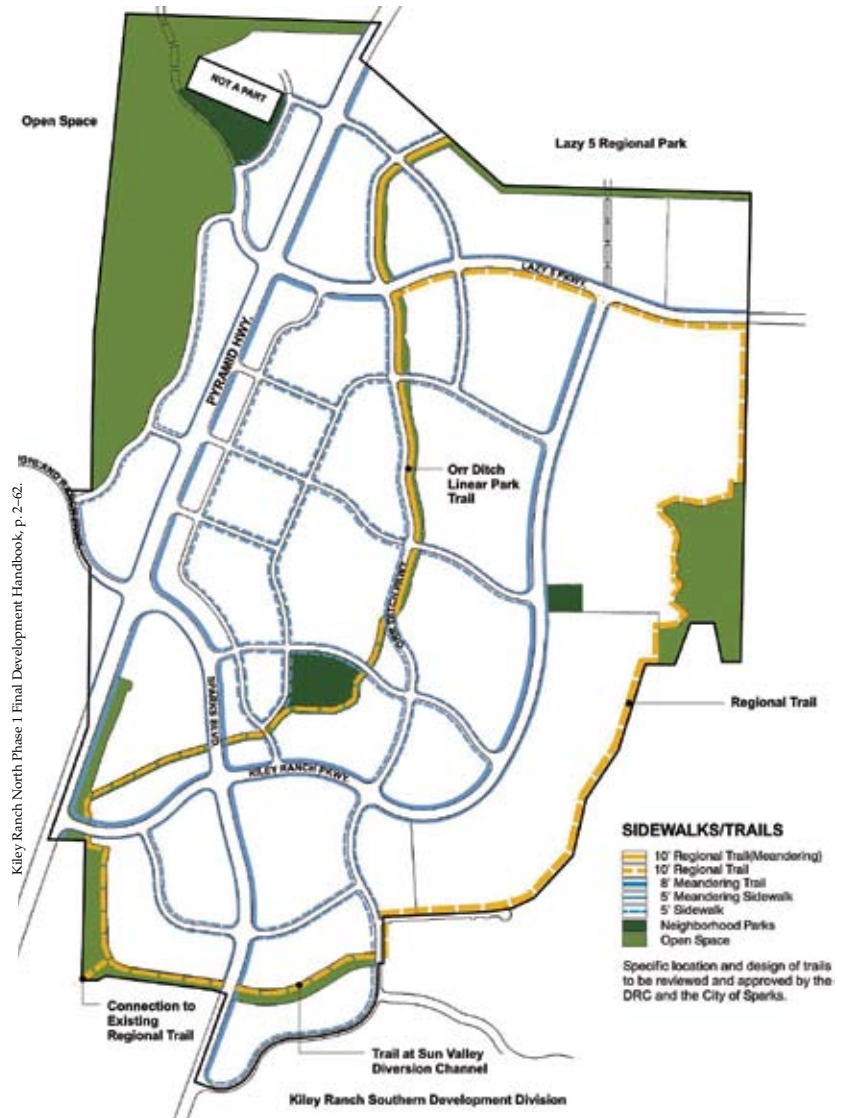 NOT A PART
Open Space
Lazy 5 Regional Park
LAZY 5 PKWY.
PYRAMID HWY.
Orr Ditch
Linear Park
Trail
ORR DITCH PKWY
SPARKS BLVD.
KILEY RANCH PKWY
Regional Trail
SIDEWALKS/TRAILS
10' Regional Trail(Meandering)
10' Regional Trail
8' Meandering Trail
5' Meandering Sidewalk
5' Sidewalk
Neighborhood Parks
Open Space
Specific location and design of trails
to be reviewed and approved by the
DRC and the City of Sparks.
Connection to
Existing
Regional Trail
Trail at Sun Valley
Diversion Channel
Kiley Ranch Southern Development Division
Kiley Ranch North Phase 1 Final Development Handbook, p. 2–62.